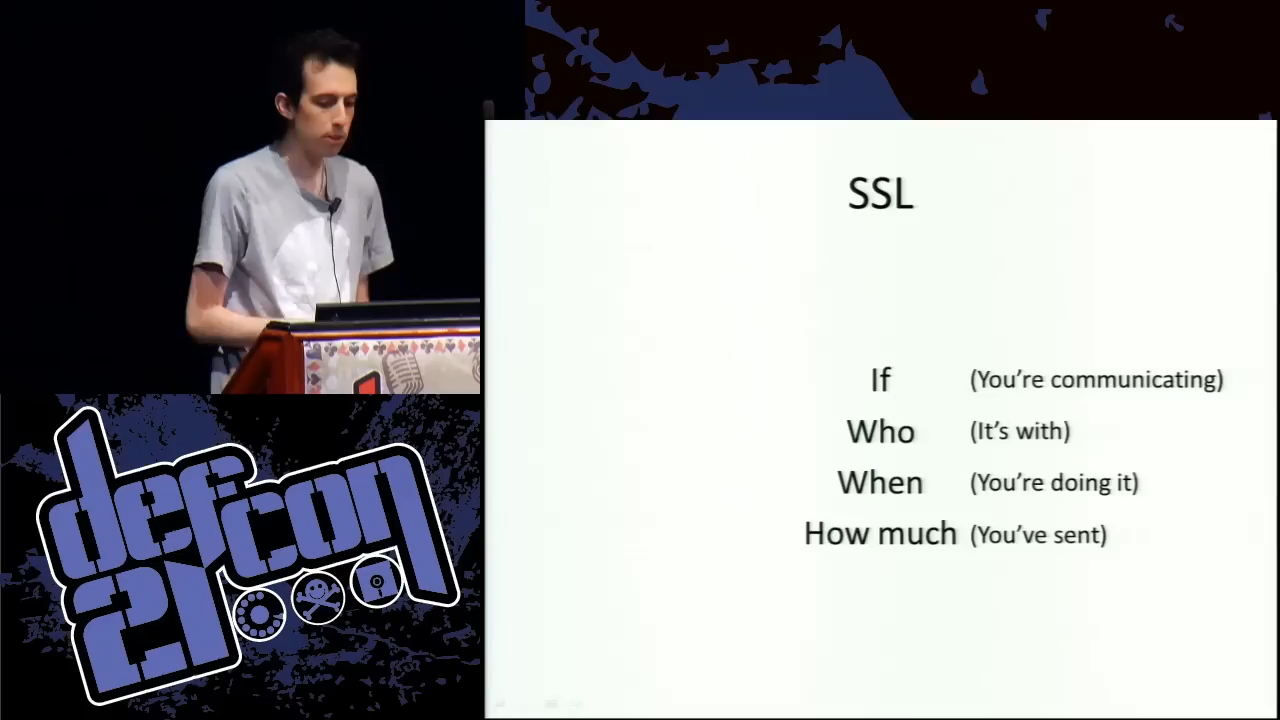 SSL
If (You're communicating)
Who (It's with)
When (You're doing it)
How much (You've sent)
defcon
21